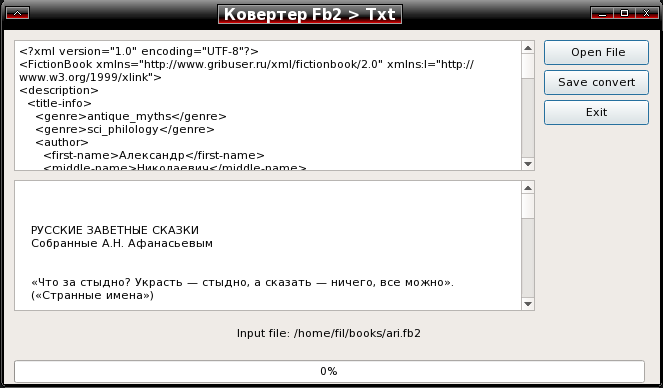 Ковертер Fb2 > Txt
<?xml version="1.0" encoding="UTF-8"?>
<FictionBook xmlns="http://www.gribuser.ru/xml/fictionbook/2.0" xmlns:l="http://
www.w3.org/1999/xlink">
<description>
<title-info>
<genre>antique_myths</genre>
<genre>sci_philology</genre>
<author>
<first-name>Александр</first-name>
<middle-name>Николаевич</middle-name>
Open File
Save convert
Exit
РУССКИЕ ЗАВЕТНЫЕ СКАЗКИ
Собранные А.Н. Афанасьевым
«Что за стыдно? Украсть — стыдно, а сказать — ничего, все можно».
(«Странные имена»)
Input file: /home/fil/books/ari.fb2
0%